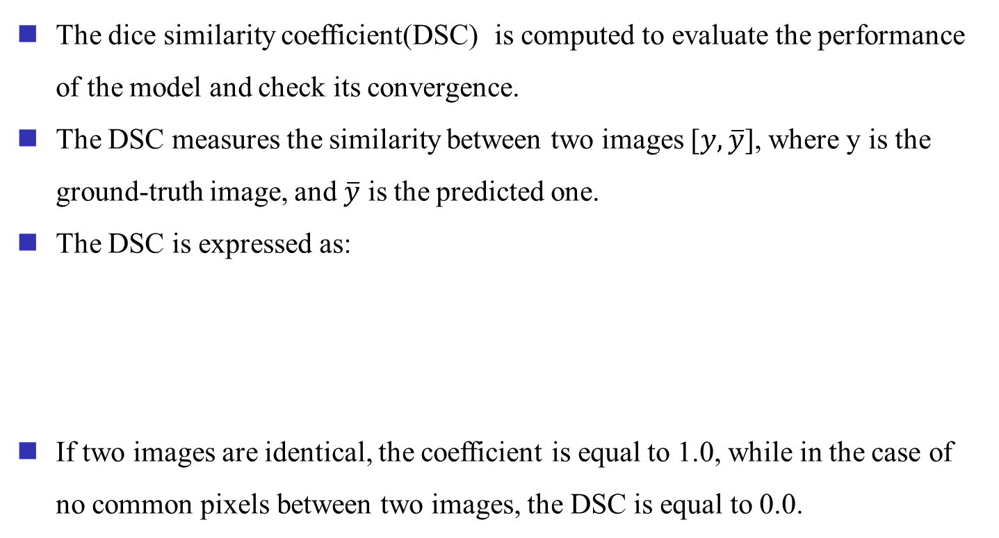 ■ The dice similarity coefficient(DSC) is computed to evaluate the performance
of the model and check its convergence.
■ The DSC measures the similarity between two images [y, ȳ], where y is the
ground-truth image, and ȳ is the predicted one.
■ The DSC is expressed as:
■ If two images are identical, the coefficient is equal to 1.0, while in the case of
no common pixels between two images, the DSC is equal to 0.0.